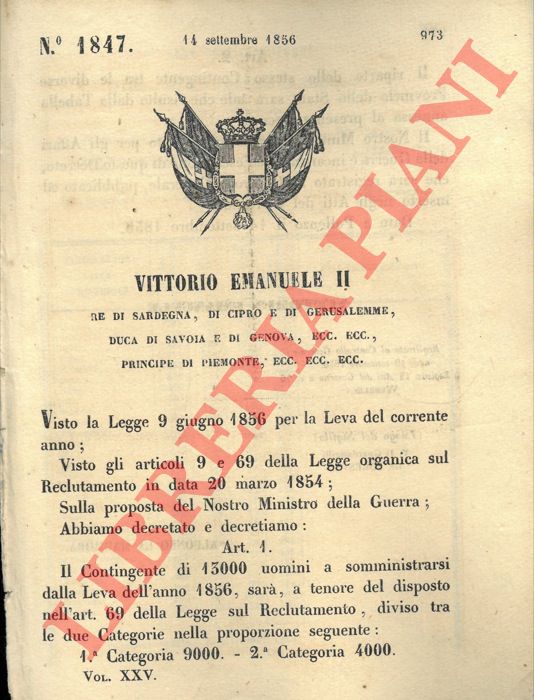 N.° 1847.
14 settembre 1856
973
VITTORIO EMANUELE II
RE DI SARDEGNA, DI CIPRO E DI GERUSALEMME,
DUCA DI SAVOIA E DI GENOVA, ECC. ECC.,
PRINCIPE DI PIEMONTE, ECC. ECC. ECC.
Visto la Legge 9 giugno 1856 per la Leva del corrente
anno;
Visto gli articoli 9 e 69 della Legge organica sul
Reclutamento in data 20 marzo 1854;
Sulla proposta del Nostro Ministro della Guerra;
Abbiamo decretato e decretiamo:
Art. 1.
Il Contingente di 13000 uomini a somministrarsi
dalla Leva dell'anno 1856, sarà, a tenore del disposto
nell'art. 69 della Legge sul Reclutamento, diviso tra
le due Categorie nella proporzione seguente:
1.ª Categoria 9000. - 2.ª Categoria 4000.
VOL. XXV.
LIBRERIA PIANI